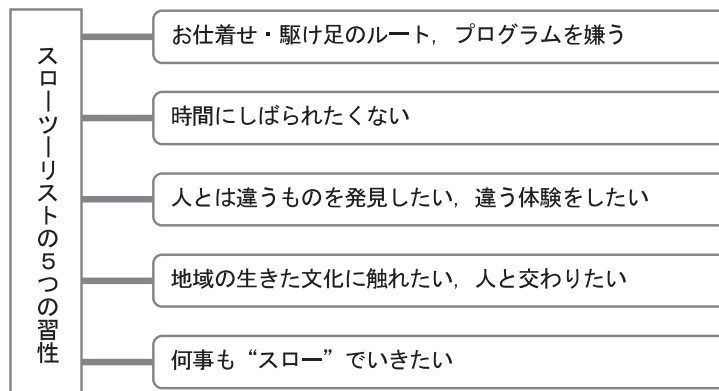 スローツーリストの5つの習性
お仕着せ・駆け足のルート，プログラムを嫌う
時間にしばられたくない
人とは違うものを発見したい，違う体験をしたい
地域の生きた文化に触れたい，人と交わりたい
何事も“スロー”でいきたい